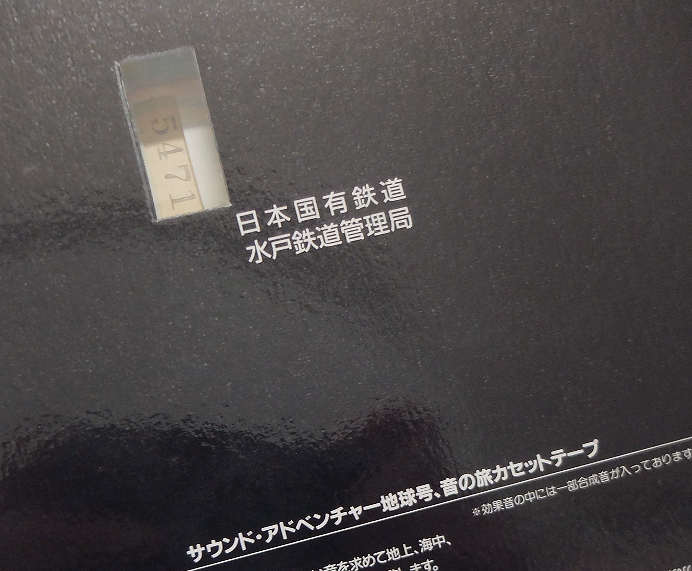 5471
日本国有鉄道
水戸鉄道管理局
サウンド・アドベンチャー地球号、音の旅カセットテープ
※効果音の中には一部合成音が入っております
音を求めて地上、海中、
します。